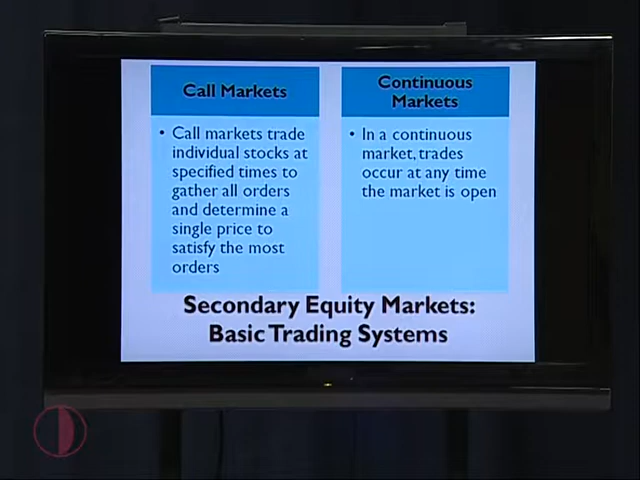 Call Markets
• Call markets trade
individual stocks at
specified times to
gather all orders
and determine a
single price to
satisfy the most
orders
Continuous
Markets
• In a continuous
market, trades
occur at any time
the market is open
Secondary Equity Markets:
Basic Trading Systems